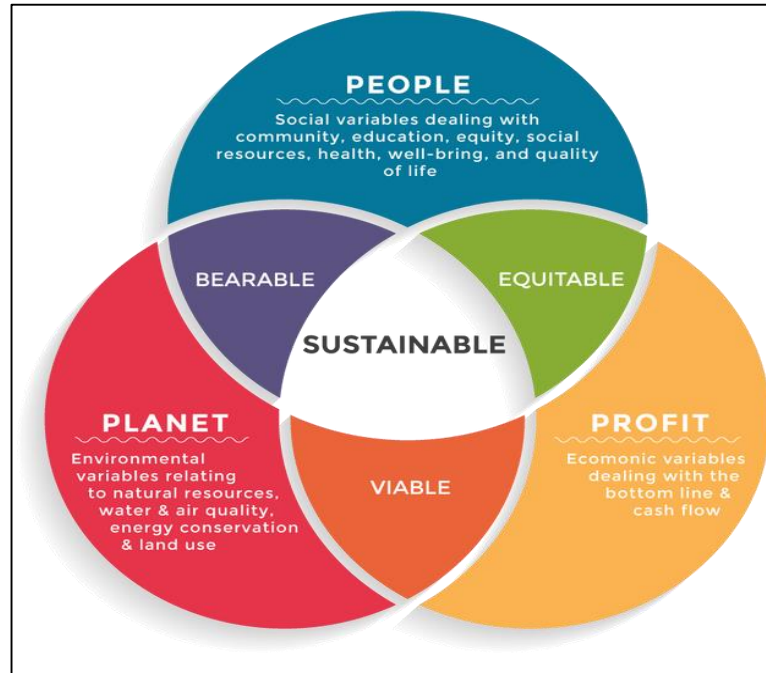 PEOPLE
Social variables dealing with
community, education, equity, social
resources, health, well-bring, and quality
of life
BEARABLE
EQUITABLE
SUSTAINABLE
PLANET
Environmental
variables relating
to natural resources,
water & air quality,
energy conservation
& land use
VIABLE
PROFIT
Ecomonic variables
dealing with the
bottom line &
cash flow